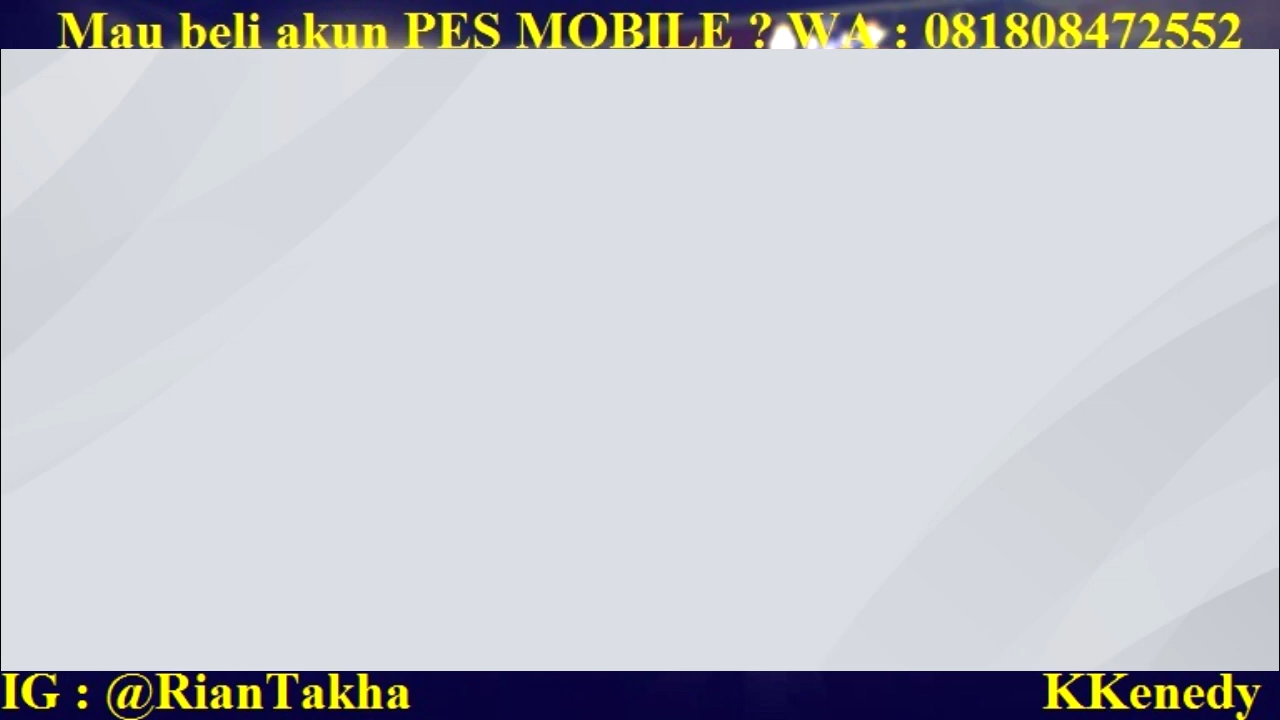 Mau beli akun PES MOBILE ? WA : 081808472552
IG : @RianTakha
KKenedy